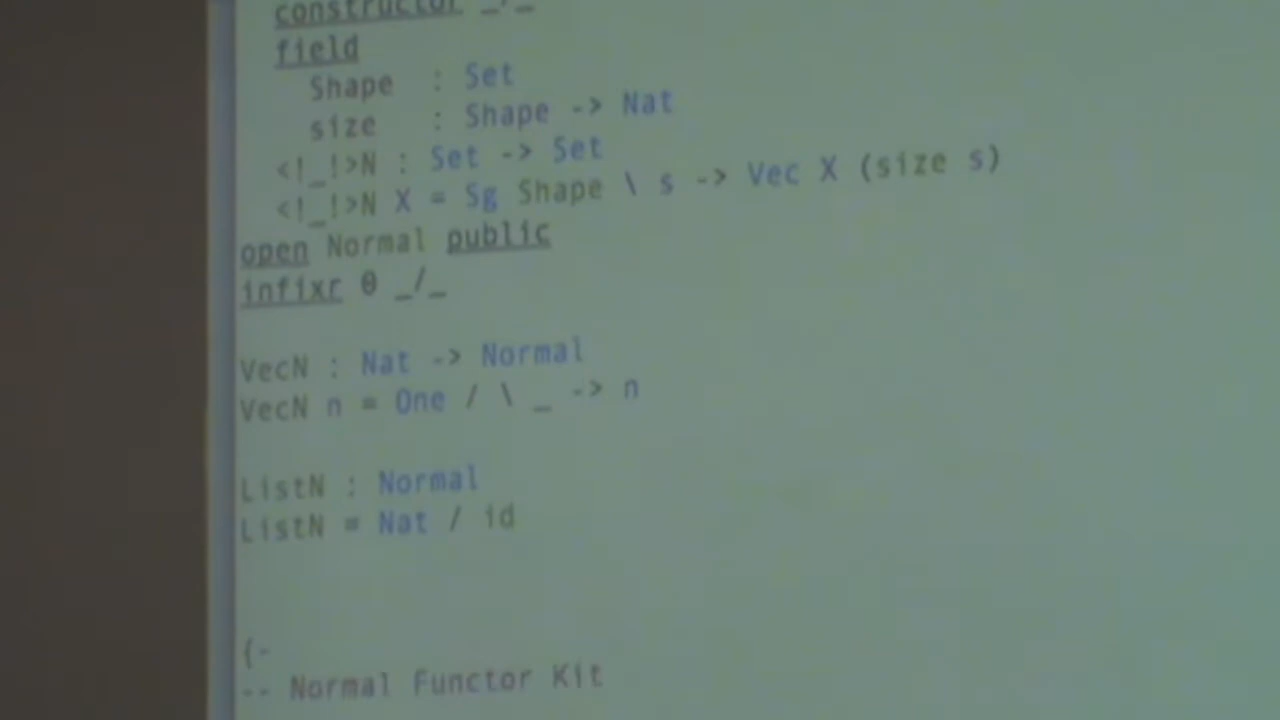 constructor _/_
field
Shape : Set
size : Shape -> Nat
<!_!>N : Set -> Set
<!_!>N X = Sg Shape \ s -> Vec X (size s)
open Normal public
infixr 0 _/_
VecN : Nat -> Normal
VecN n = One / \ _ -> n
ListN : Normal
ListN = Nat / id
{-
-- Normal Functor Kit